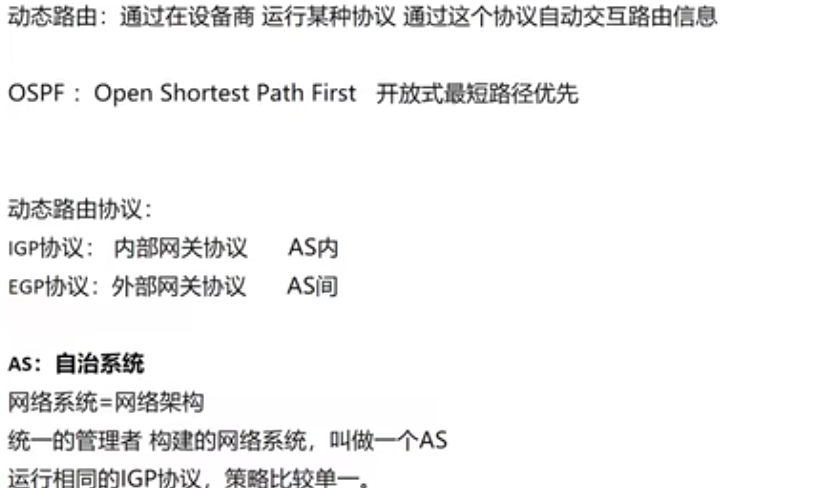 动态路由：通过在设备商 运行某种协议 通过这个协议自动交互路由信息
OSPF ：Open Shortest Path First 开放式最短路径优先
动态路由协议：
IGP协议： 内部网关协议 AS内
EGP协议：外部网关协议 AS间
AS：自治系统
网络系统=网络架构
统一的管理者 构建的网络系统，叫做一个AS
运行相同的IGP协议，策略比较单一。